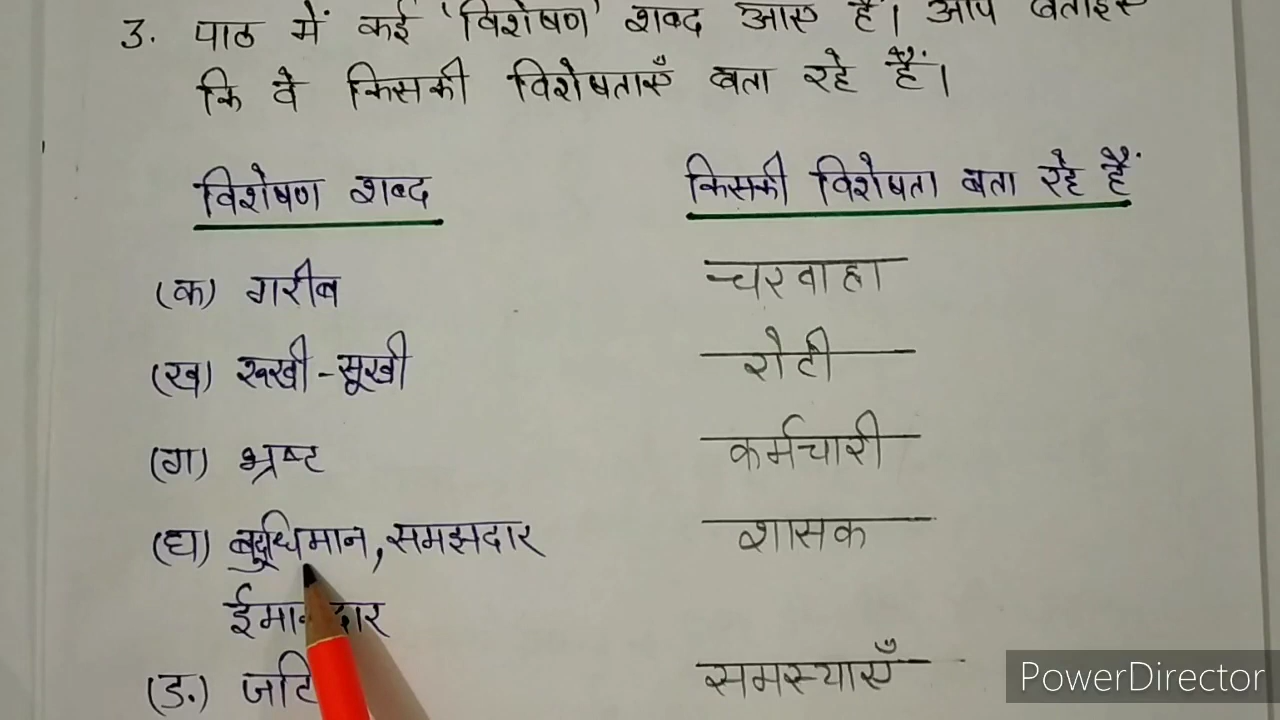 3. पाठ में कई 'विशेषण' शब्द आए हैं। आप बताइए
कि वे किसकी विशेषताएँ बता रहे हैं।
विशेषण शब्द किसकी विशेषता बता रहे हैं
(क) गरीब चरवाहा
(ख) रूखी-सूखी रोटी
(ग) भ्रष्ट कर्मचारी
(घ) बुद्धिमान, समझदार शासक
(ङ) समस्याएँ
PowerDirector